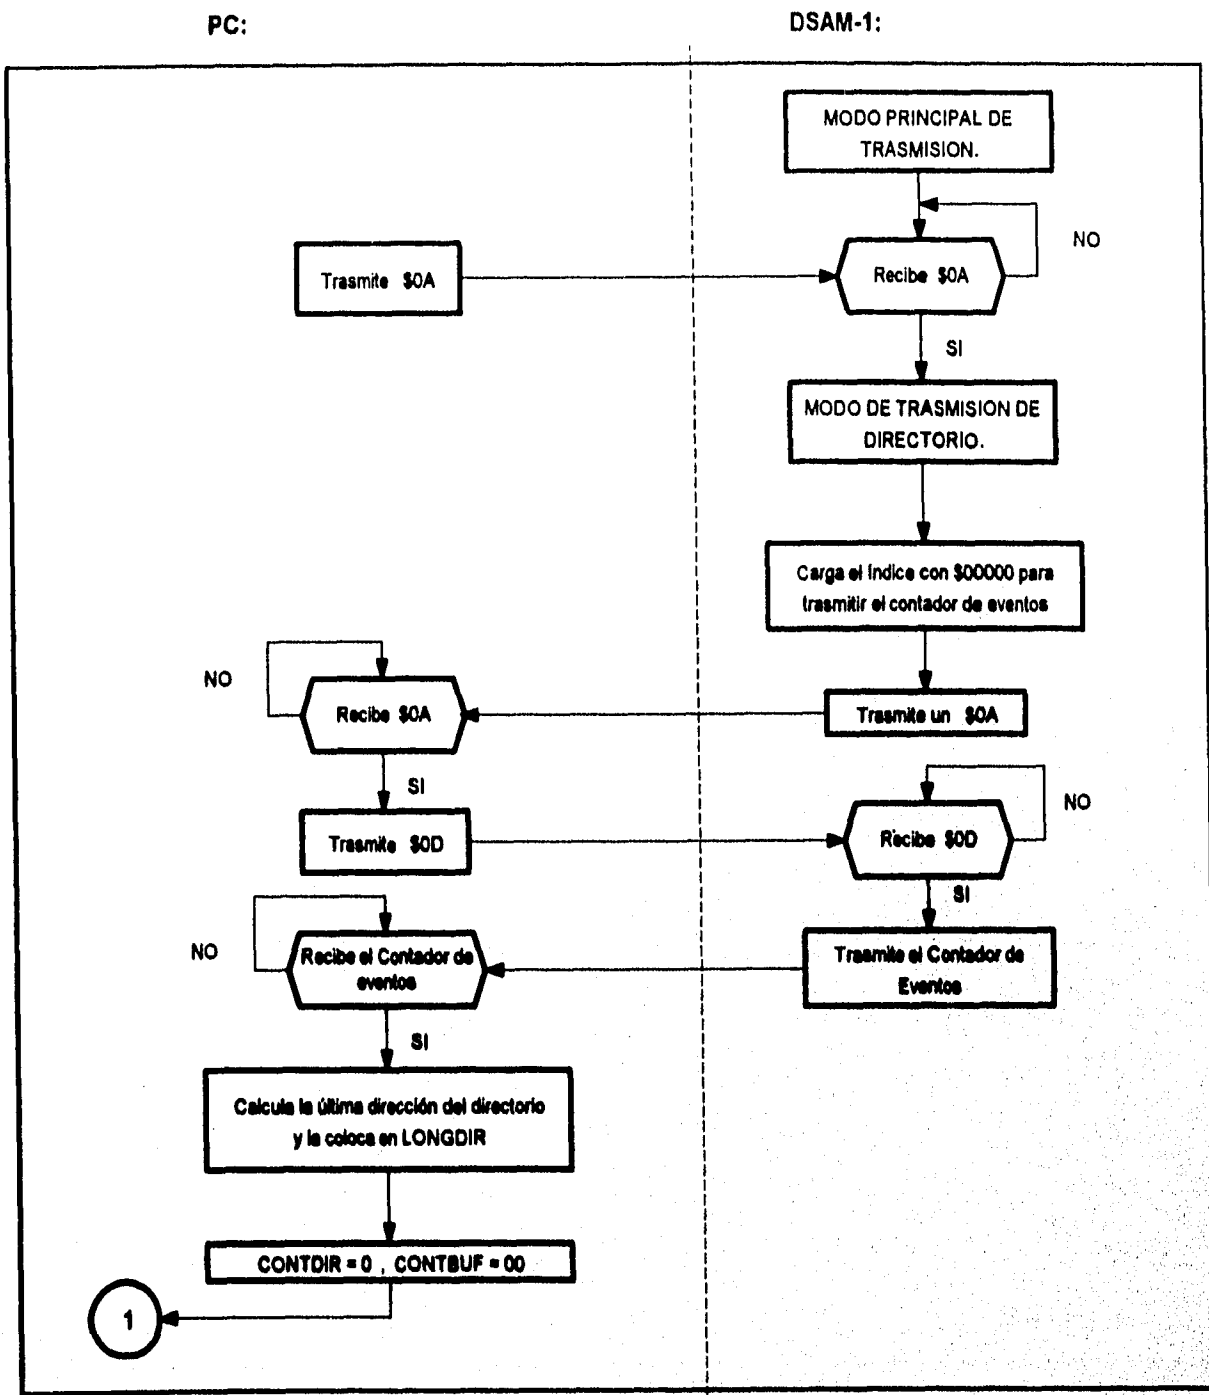 PC:
DSAM-1:
MODO PRINCIPAL DE
TRASMISION.
NO
Trasmite $0A
Recibe $0A
SI
MODO DE TRASMISION DE
DIRECTORIO.
Carga el Indice con $00000 para
trasmitir el contador de eventos
NO
Recibe $0A
Trasmite un $0A
SI
NO
Trasmite $0D
Recibe $0D
SI
NO
Recibe el Contador de
eventos
Trasmite el Contador de
Eventos
SI
Calcula la última dirección del directorio
y la coloca en LONGDIR
CONTDIR = 0 , CONTBUF = 00
1